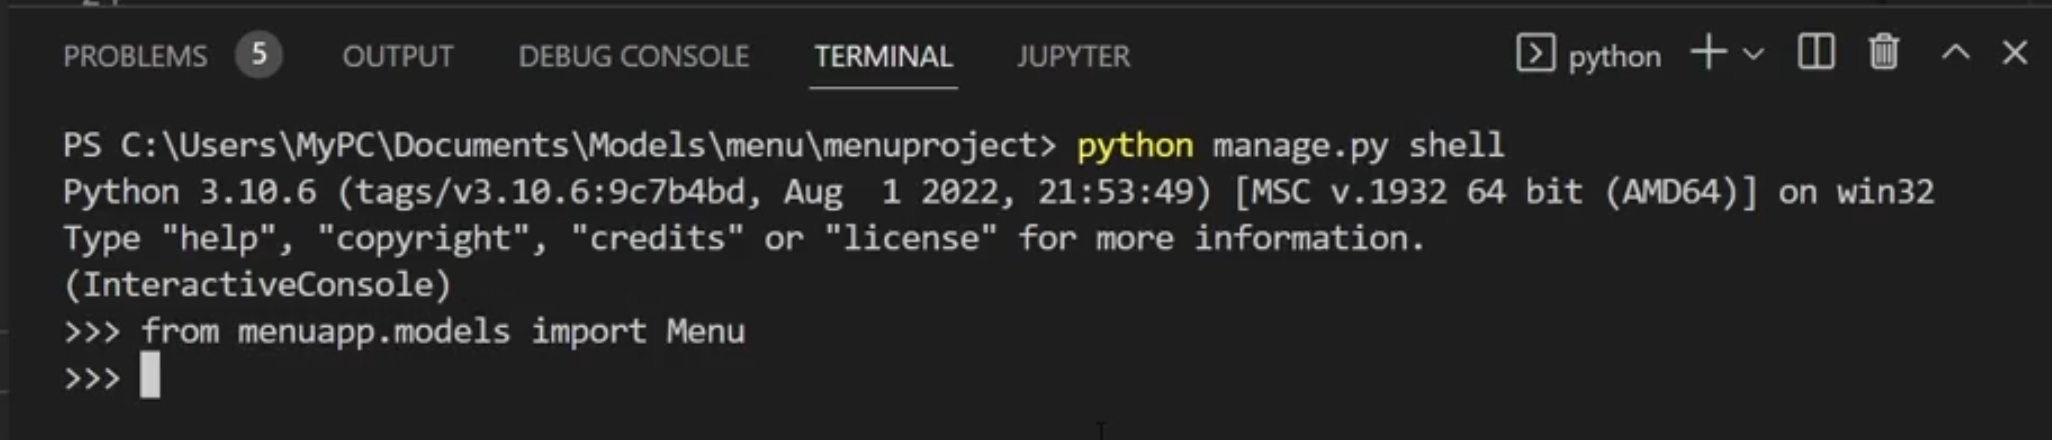 PROBLEMS 5 OUTPUT DEBUG CONSOLE TERMINAL JUPYTER python
PS C:\Users\MyPC\Documents\Models\menu\menuproject> python manage.py shell
Python 3.10.6 (tags/v3.10.6:9c7b4bd, Aug  1 2022, 21:53:49) [MSC v.1932 64 bit (AMD64)] on win32
Type "help", "copyright", "credits" or "license" for more information.
(InteractiveConsole)
>>> from menuapp.models import Menu
>>>